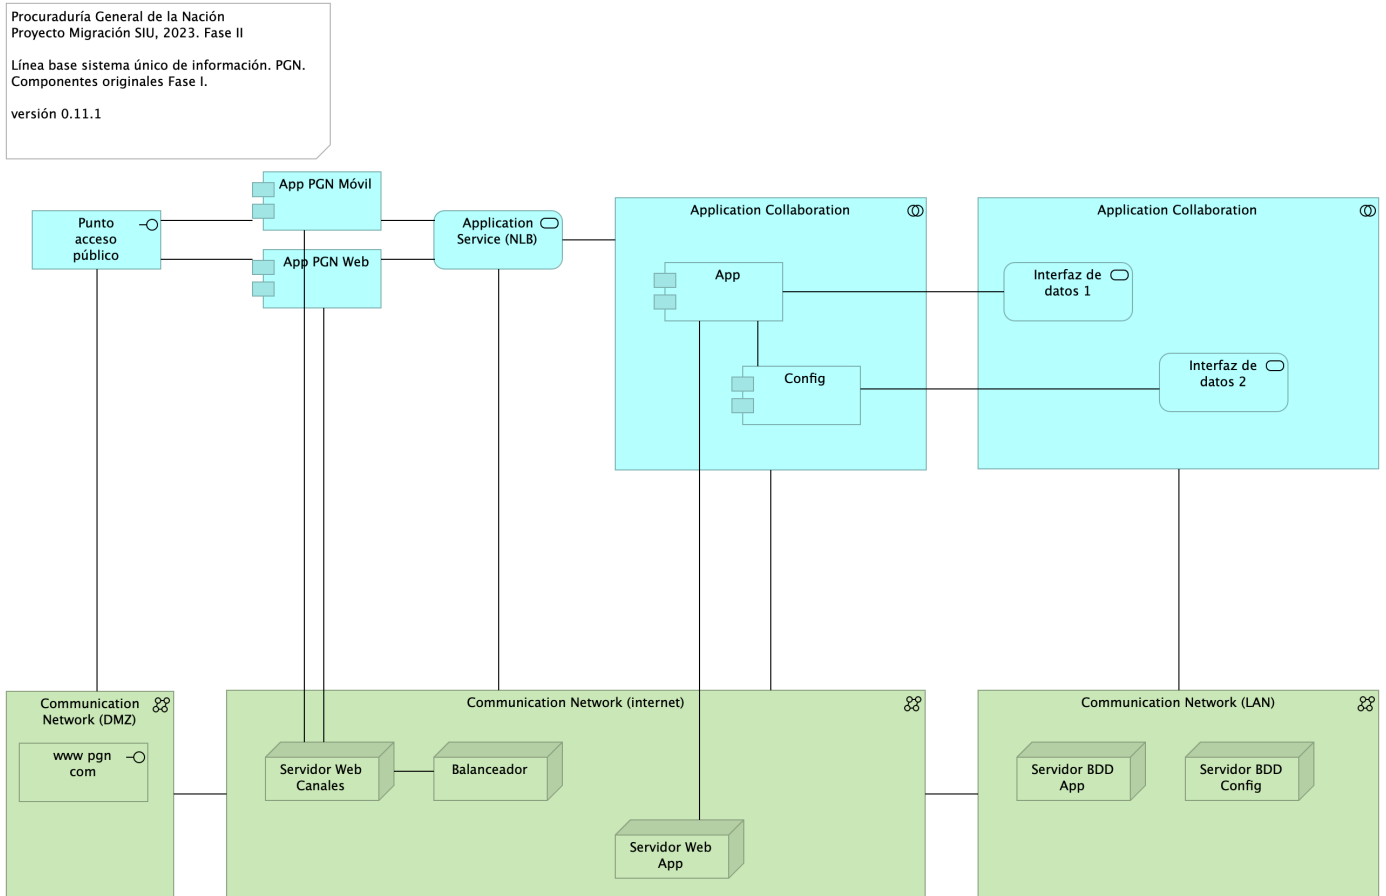 Procuraduría General de la Nación
Proyecto Migración SIU, 2023. Fase II
Línea base sistema único de información. PGN.
Componentes originales Fase I.
versión 0.11.1
App PGN Móvil
Punto
acceso
público
App PGN Web
Application
Service (NLB)
Application Collaboration
App
Config
Application Collaboration
Interfaz de
datos 1
Interfaz de
datos 2
Communication
Network (DMZ)
www pgn
com
Communication Network (internet)
Servidor Web
Canales
Balanceador
Servidor Web
App
Communication Network (LAN)
Servidor BDD
App
Servidor BDD
Config